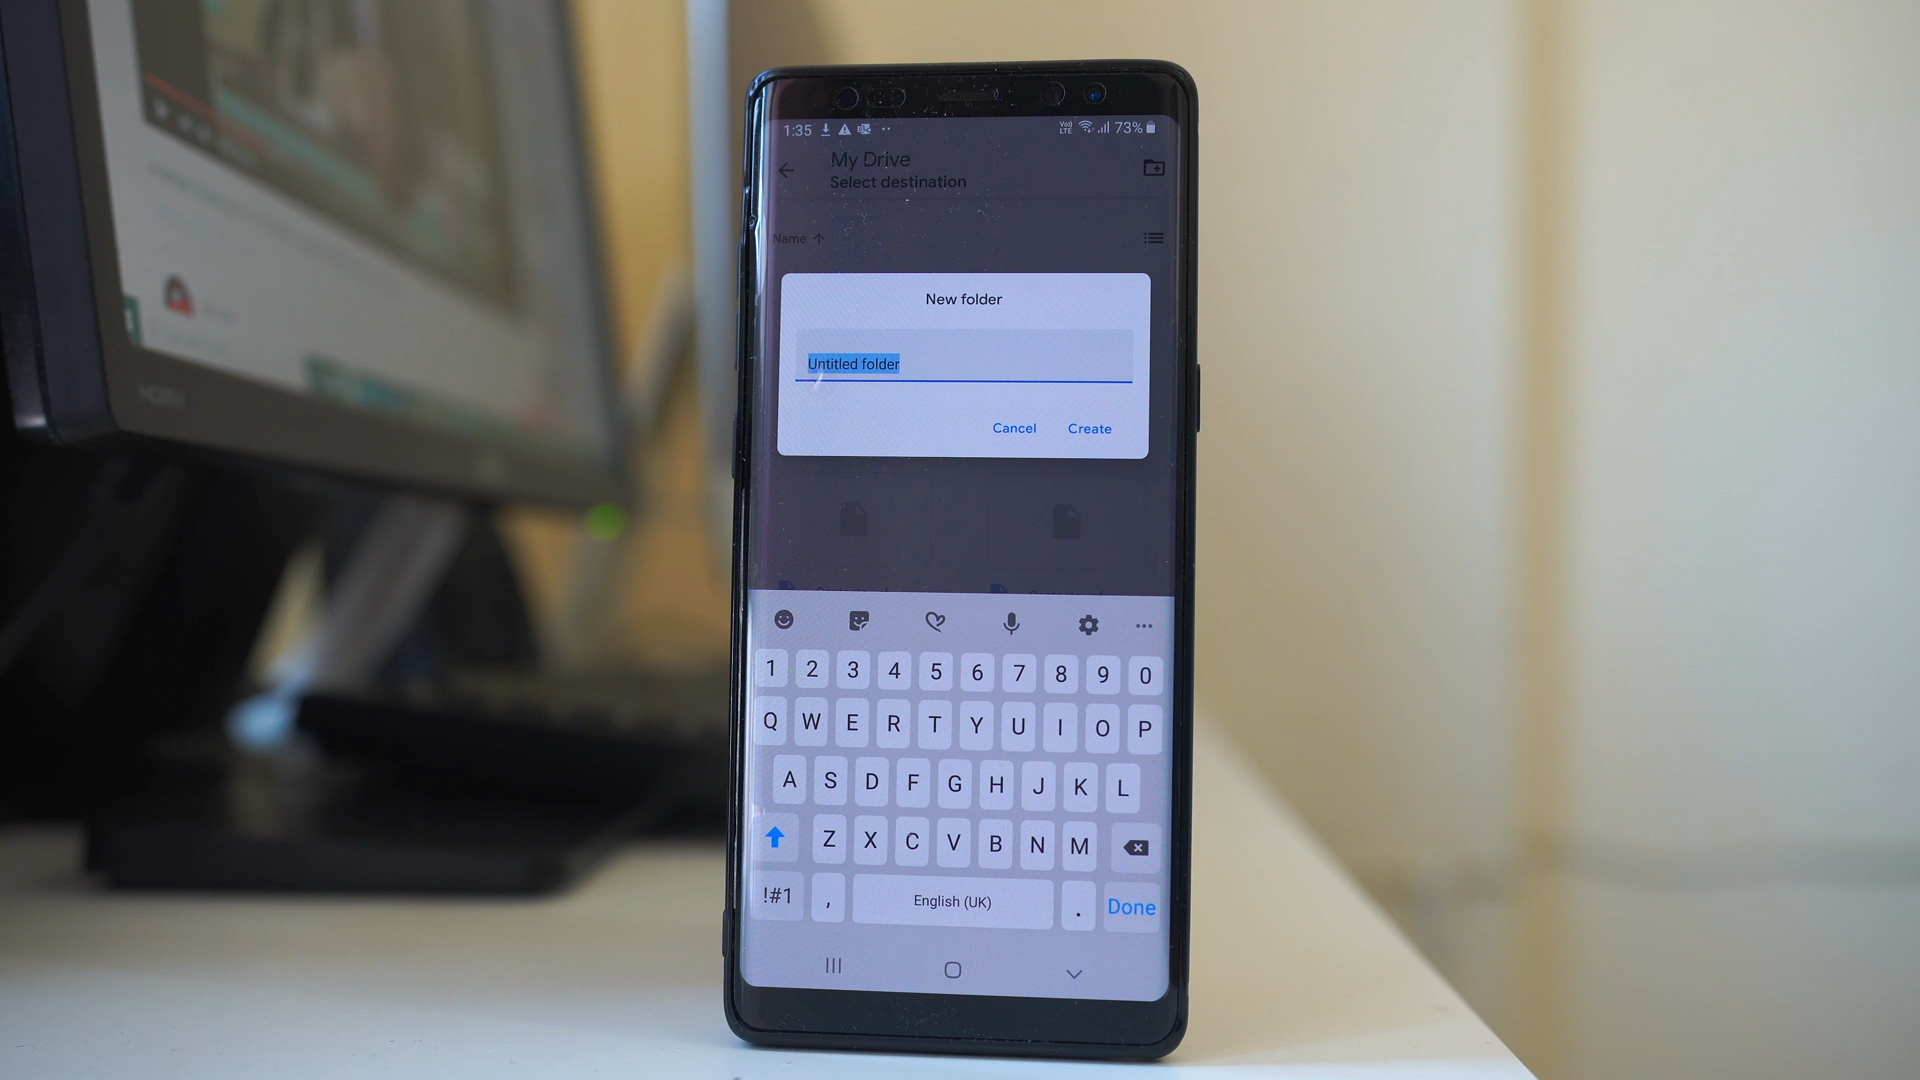 1:35 73%
My Drive
Select destination
Name
New folder
Untitled folder
Cancel Create
1 2 3 4 5 6 7 8 9 0
Q W E R T Y U I O P
A S D F G H J K L
Z X C V B N M
!#1 , English (UK) . Done